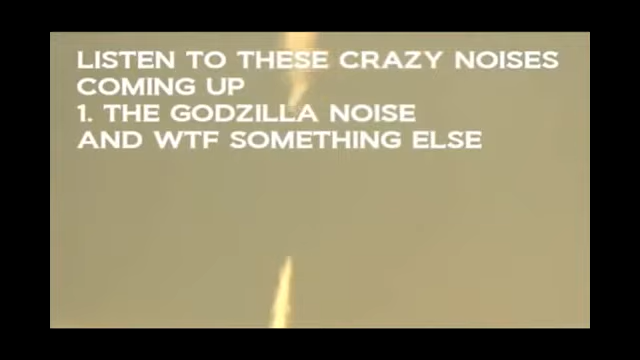 LISTEN TO THESE CRAZY NOISES
COMING UP
1. THE GODZILLA NOISE
AND WTF SOMETHING ELSE